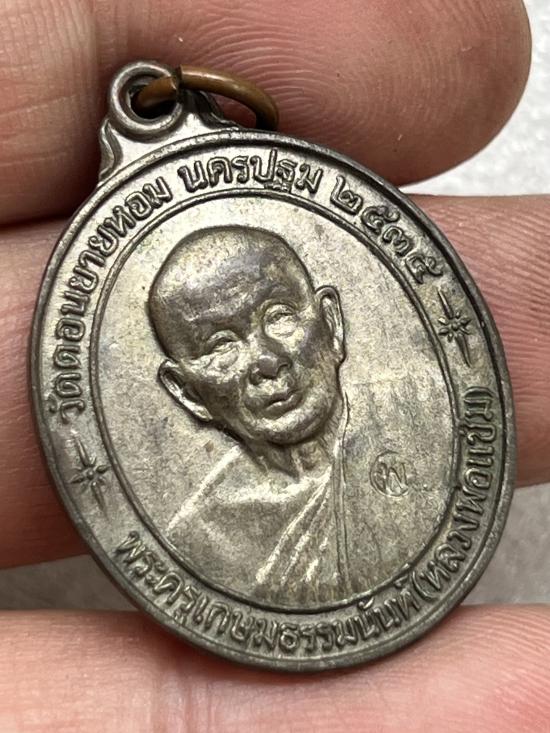 วัดดอนยายหอม นครปฐม ๒๕๓๕
พระครูเกษมธรรมนันท์(หลวงพ่อแช่ม)